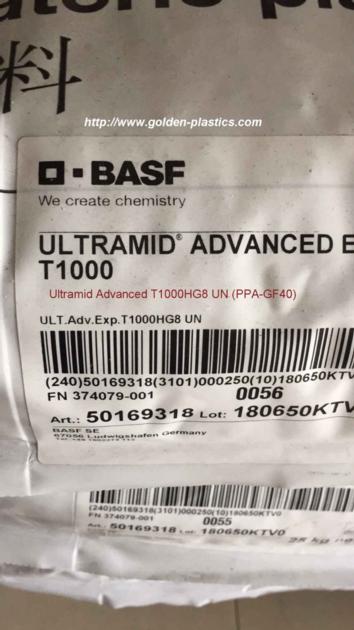 料
http://www.golden-plastics.com
BASF
We create chemistry
ULTRAMID® ADVANCED E
T1000
Ultramid Advanced T1000HG8 UN (PPA-GF40)
ULT.Adv.Exp.T1000HG8 UN
(240)50169318(3101)000250(10)180650KTV
FN 374079-001 0056
Art.: 50169318 Lot: 180650KTV
BASF SE
67056 Ludwigshafen Germany
(240)50169318(3101)000250(10)180650KTV0
FN 374079-001 0055
Art.: 50169318 Lot: 180650KTV0
25 kg net